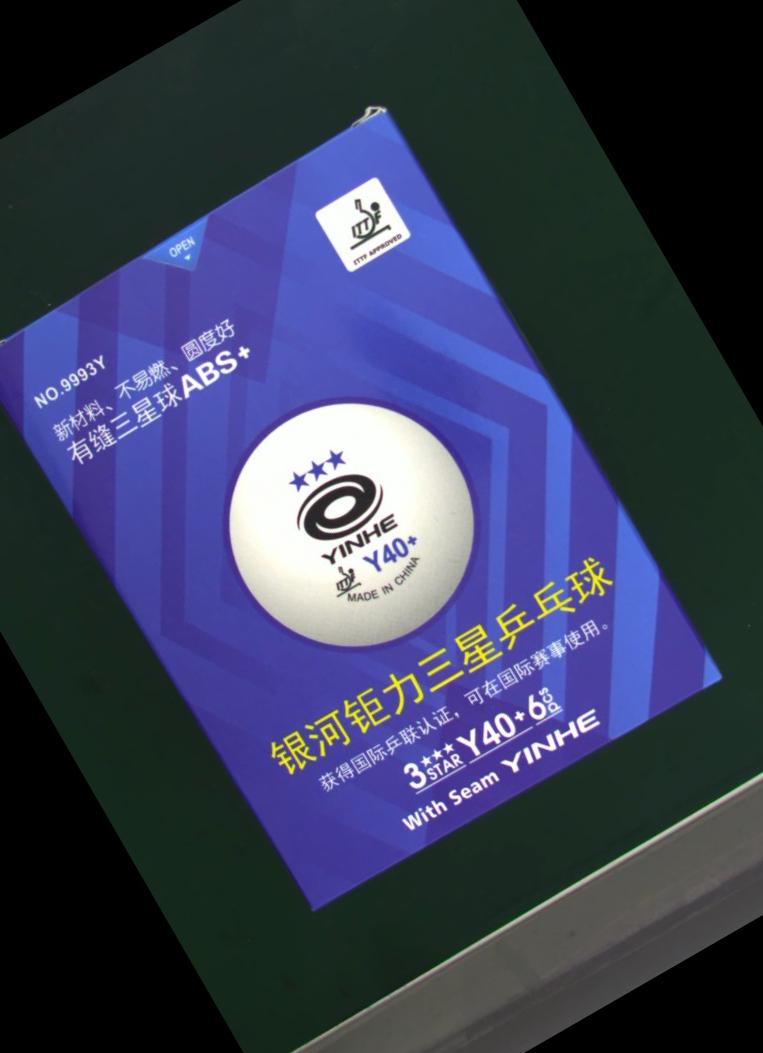 OPEN
ITTF
ITTF APPROVED
NO.9993Y
新材料、不易燃、圆度好
有缝三星球ABS+
YINHE
Y40+
MADE IN CHINA
银河钜力三星乒乓球
获得国际乒联认证，可在国际赛事使用。
3★★★STAR Y40+ 6PCS
With Seam YINHE